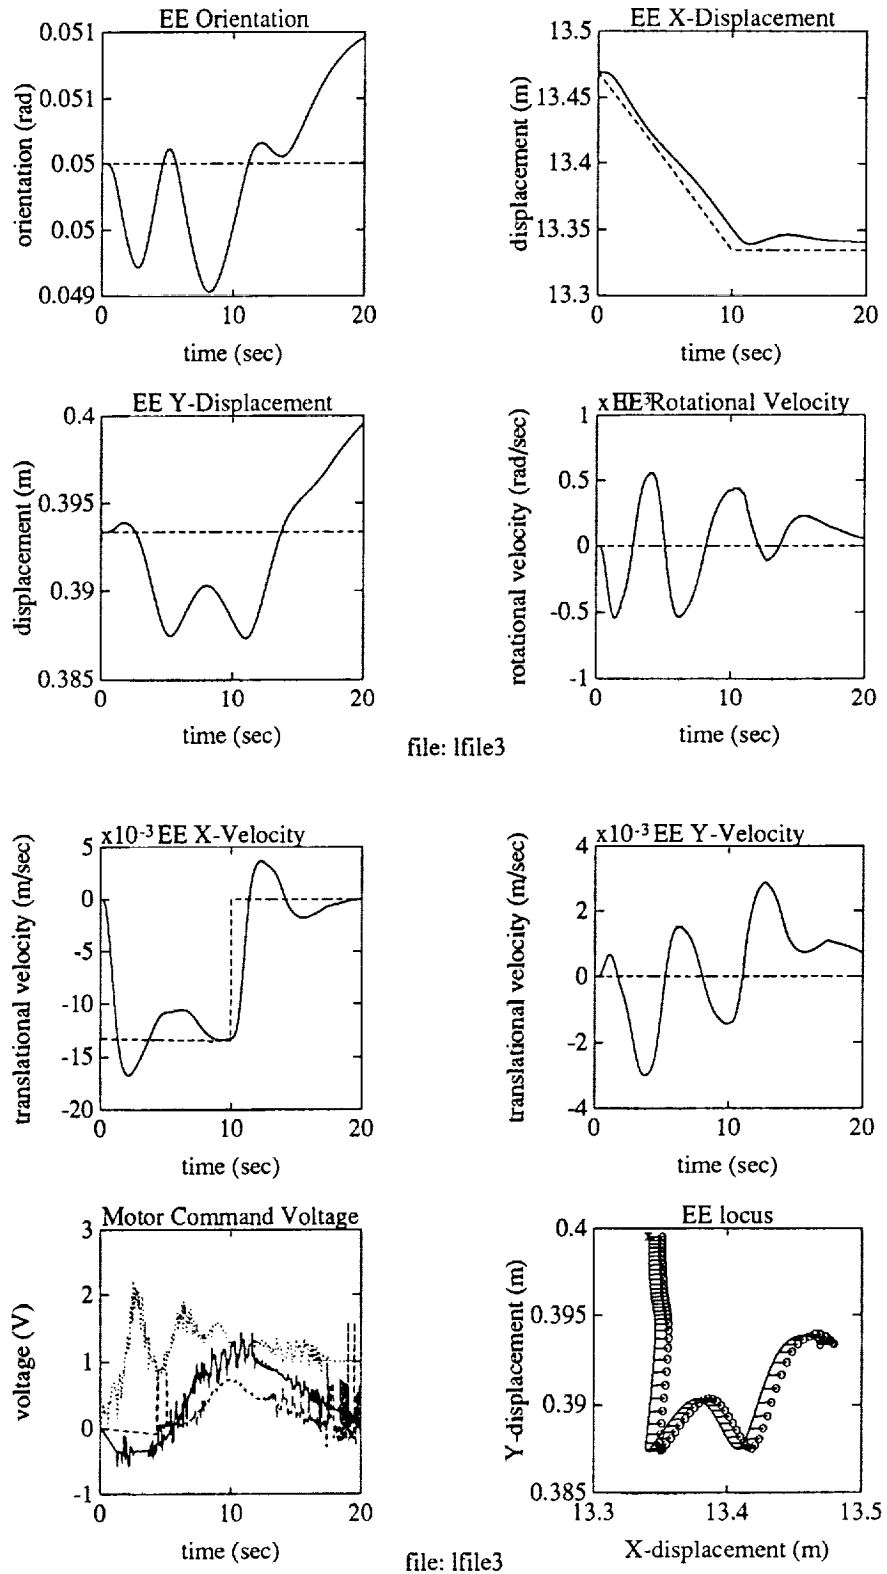 EE Orientation
0.051
0.051
0.05
0.05
0.049
orientation (rad)
0 10 20
time (sec)
EE X-Displacement
13.5
13.45
13.4
13.35
13.3
displacement (m)
0 5 10 15 20
time (sec)
EE Y-Displacement
0.4
0.395
0.39
0.385
displacement (m)
0 10 20
time (sec)
EE Rotational Velocity
1
0.5
0
-0.5
-1
rotational velocity (rad/sec)
0 10 20
time (sec)
file: lfile3
x10-3 EE X-Velocity
5
0
-5
-10
-15
-20
translational velocity (m/sec)
0 10 20
time (sec)
x10-3 EE Y-Velocity
4
2
0
-2
-4
translational velocity (m/sec)
0 10 20
time (sec)
Motor Command Voltage
3
2
1
0
-1
voltage (V)
0 10 20
time (sec)
EE locus
0.4
0.395
0.39
0.385
Y-displacement (m)
13.3 13.4 13.5
X-displacement (m)
file: lfile3